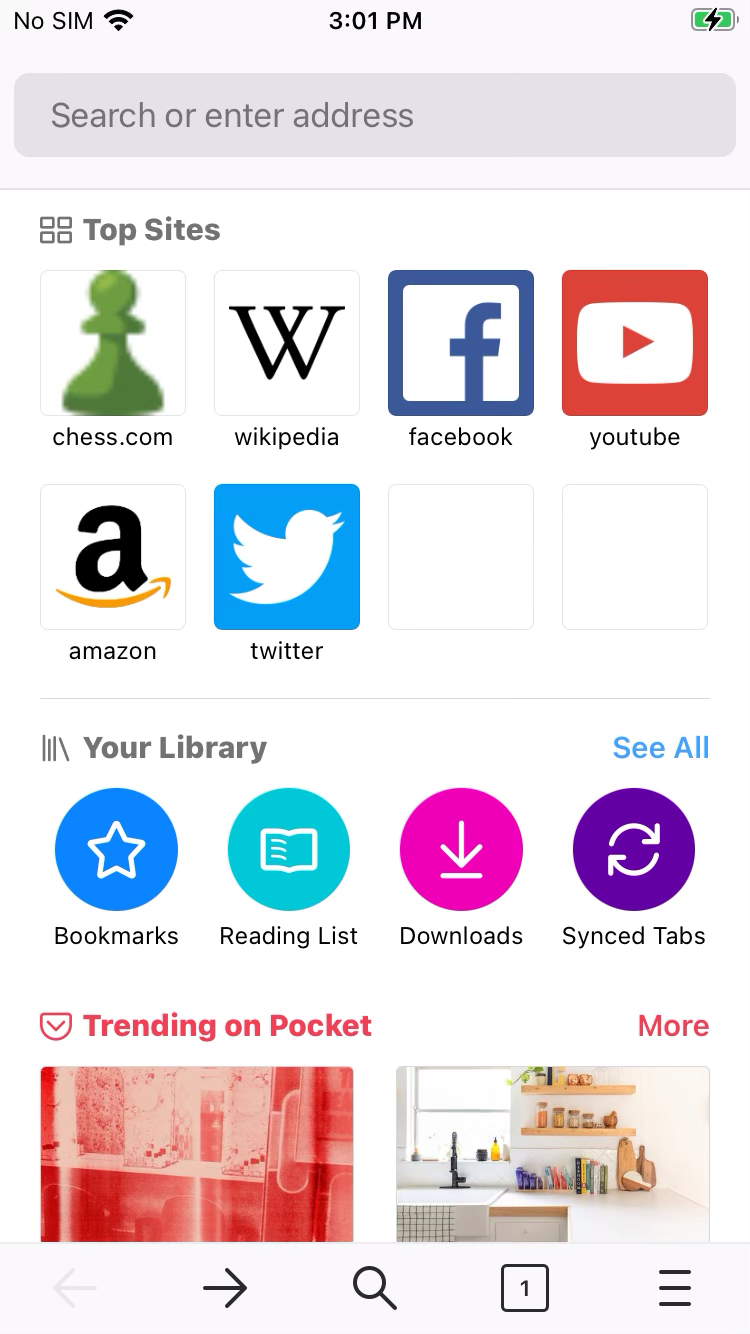 No SIM 3:01 PM
Search or enter address
Top Sites
chess.com wikipedia facebook youtube
amazon twitter
Your Library See All
Bookmarks Reading List Downloads Synced Tabs
Trending on Pocket More
1